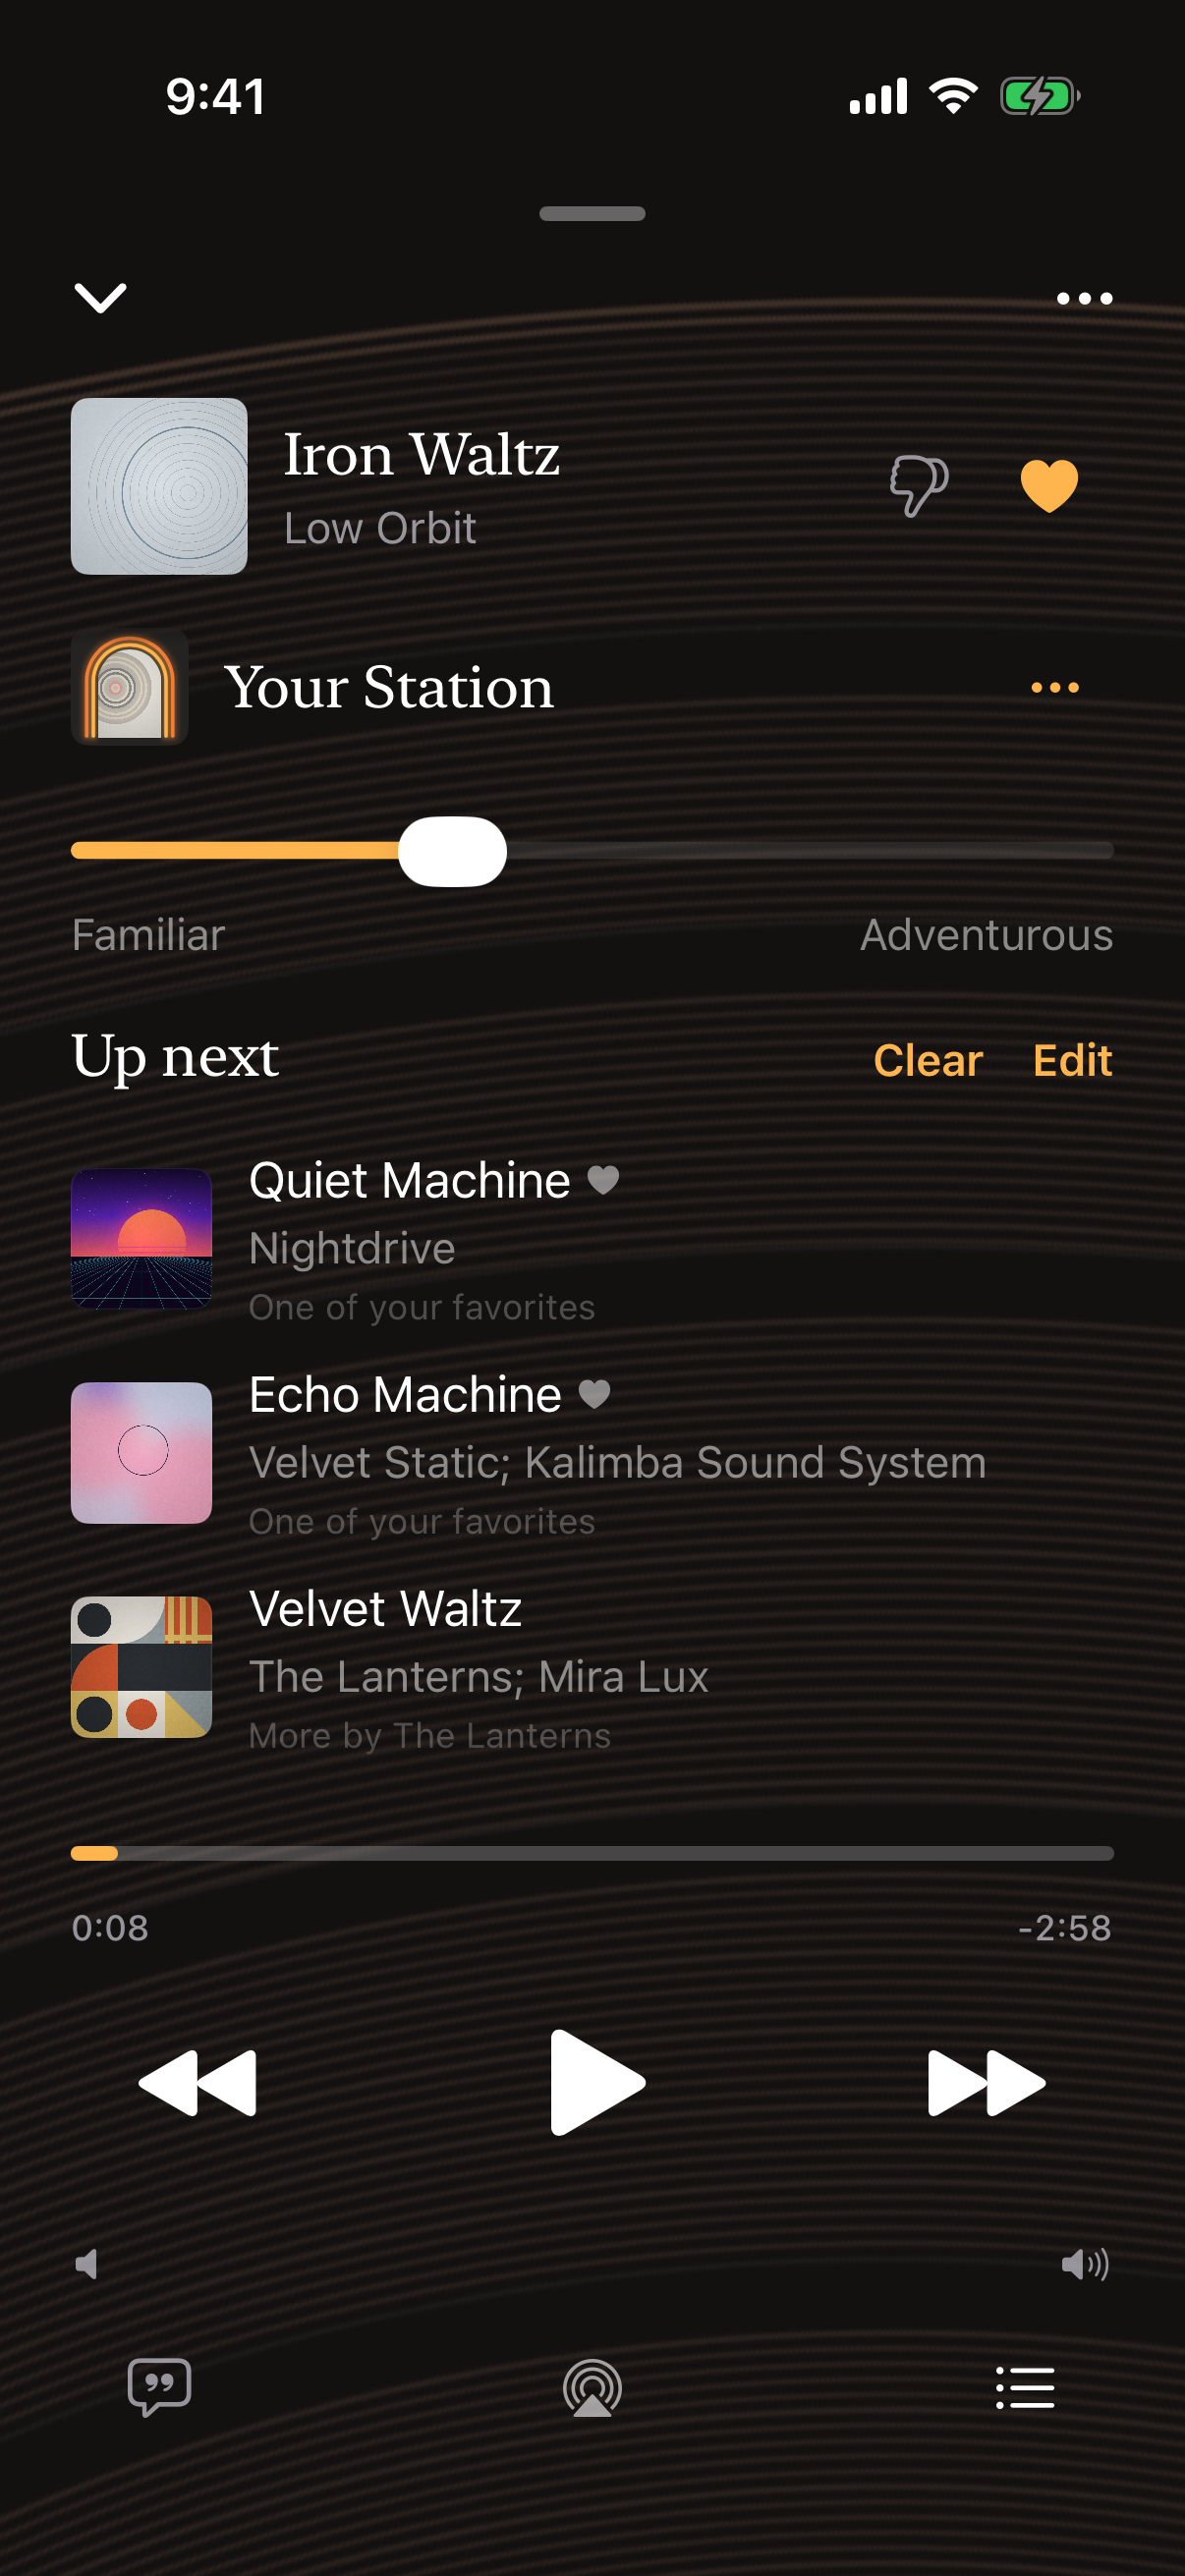 9:41
Iron Waltz
Low Orbit
Your Station
Familiar
Adventurous
Up next
Clear
Edit
Quiet Machine
Nightdrive
One of your favorites
Echo Machine
Velvet Static; Kalimba Sound System
One of your favorites
Velvet Waltz
The Lanterns; Mira Lux
More by The Lanterns
0:08
-2:58